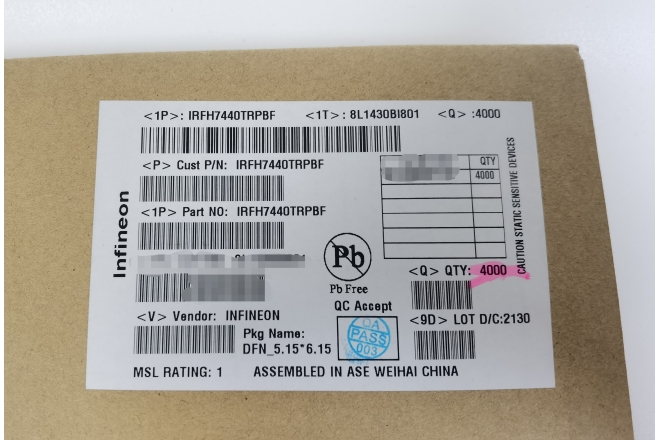 <1P>: IRFH7440TRPBF <1T>: 8L1430BI801 <Q> :4000
<P> Cust P/N: IRFH7440TRPBF
QTY
4000
<1P> Part NO: IRFH7440TRPBF
Infineon
CAUTION STATIC SENSITIVE DEVICES
Pb
Pb Free
<Q> QTY: 4000
QC Accept
<V> Vendor: INFINEON
<9D> LOT D/C:2130
Pkg Name:
DFN_5.15*6.15
QA
PASS
003
MSL RATING: 1 ASSEMBLED IN ASE WEIHAI CHINA